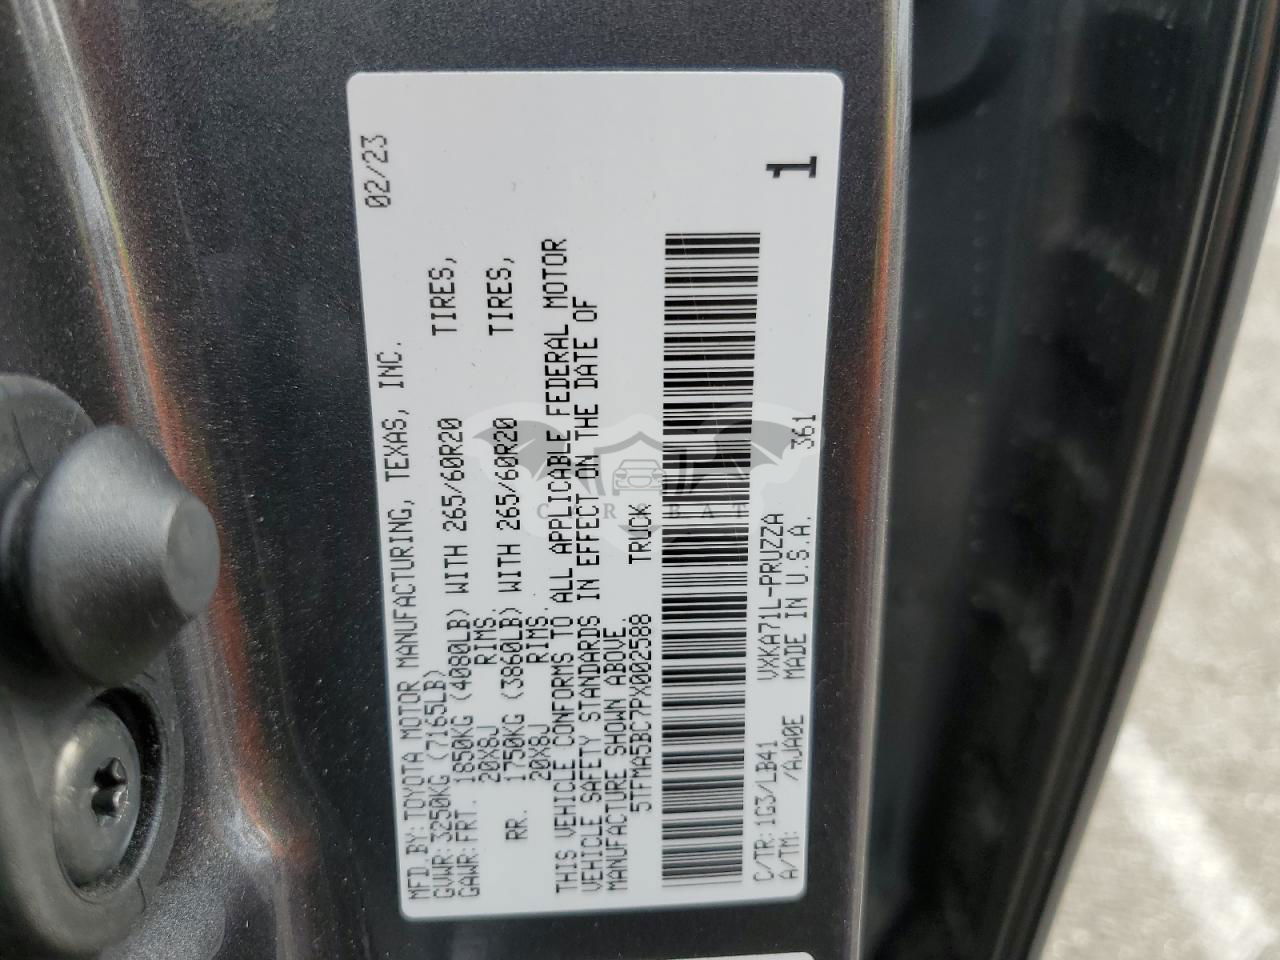 MFD.BY:TOYOTA MOTOR MANUFACTURING, TEXAS, INC. 02/23
GVWR:3250KG (7165LB)
GAWR:FRT. 1850KG (4080LB) WITH 265/60R20 TIRES,
20X8J RIMS
RR. 1750KG (3860LB) WITH 265/60R20 TIRES,
20X8J RIMS.
THIS VEHICLE CONFORMS TO ALL APPLICABLE FEDERAL MOTOR
VEHICLE SAFETY STANDARDS IN EFFECT ON THE DATE OF
MANUFACTURE SHOWN ABOVE.
5TFMA5BC7PX002588 TRUCK
C/TR:1G3/LB41 VXKA71L-PRUZZA 361
A/TM: /AJA0E MADE IN U.S.A.
1
CARSBAT